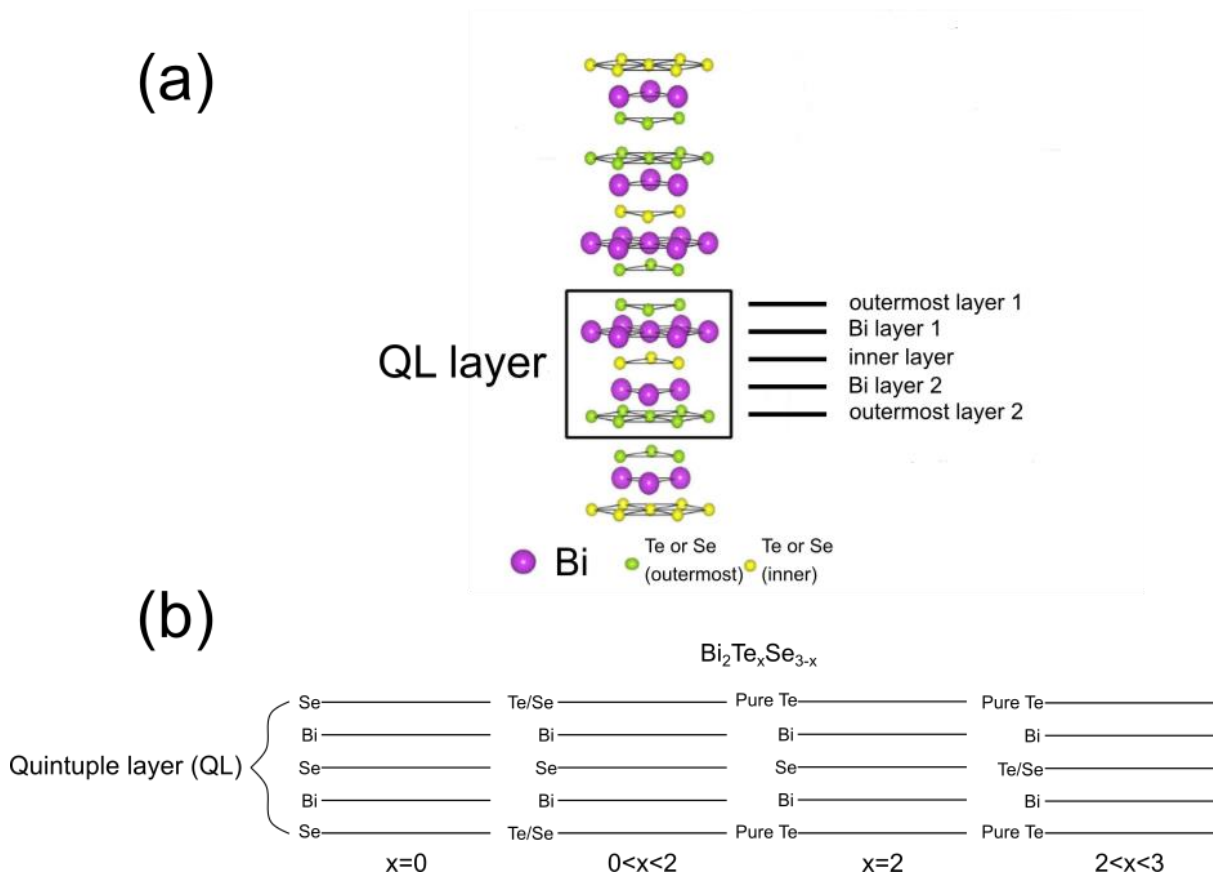 (a)
QL layer
outermost layer 1
Bi layer 1
inner layer
Bi layer 2
outermost layer 2
Bi
Te or Se
(outermost)
Te or Se
(inner)
(b)
Bi₂TeₓSe₃₋ₓ
Quintuple layer (QL)
Se
Bi
Se
Bi
Se
x=0
Te/Se
Bi
Se
Bi
Te/Se
0<x<2
Pure Te
Bi
Se
Bi
Pure Te
x=2
Pure Te
Bi
Te/Se
Bi
Pure Te
2<x<3